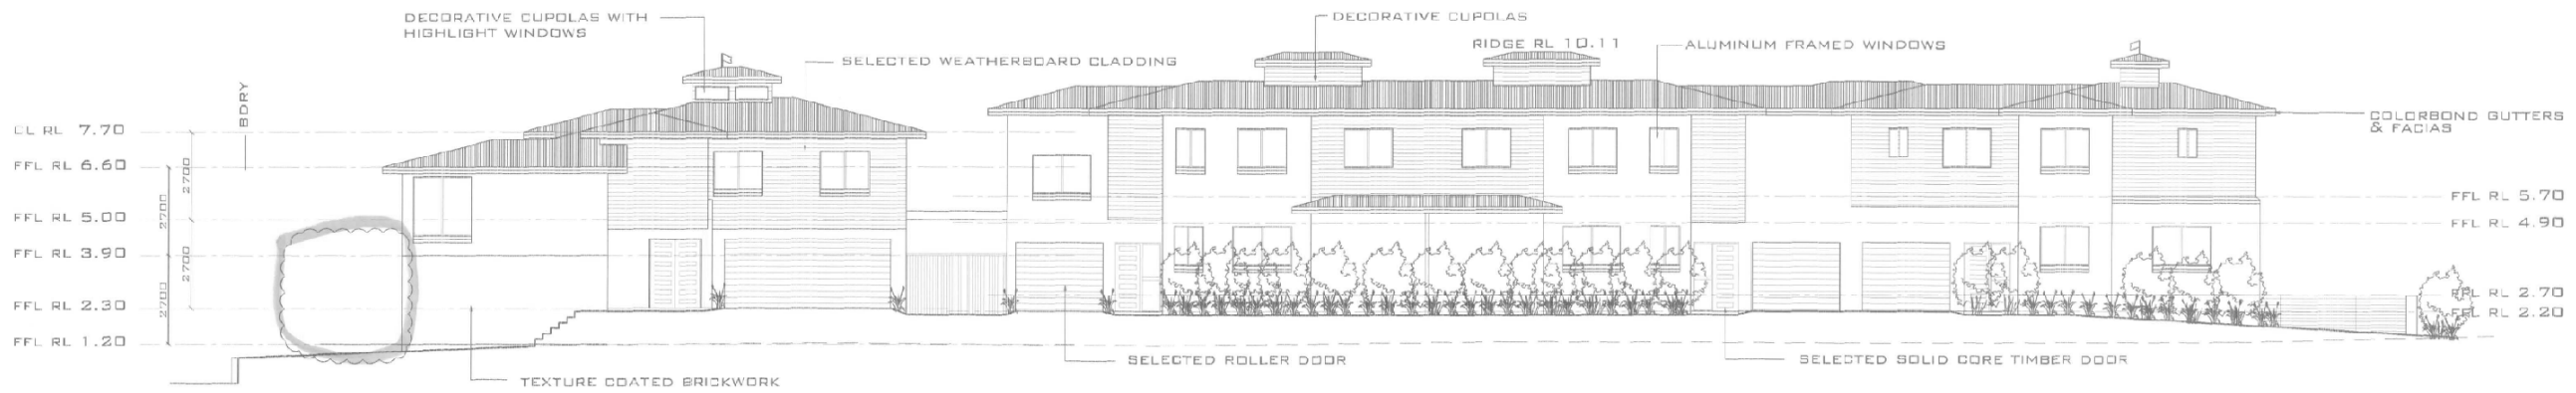 DECORATIVE CUPOLAS WITH
HIGHLIGHT WINDOWS
DECORATIVE CUPOLAS
RIDGE RL 10.11
ALUMINUM FRAMED WINDOWS
SELECTED WEATHERBOARD CLADDING
BDRY
COLORBOND GUTTERS
& FACIAS
CL RL 7.70
FFL RL 6.60
FFL RL 5.00
FFL RL 3.90
FFL RL 2.30
FFL RL 1.20
2700
2700
2700
2700
FFL RL 5.70
FFL RL 4.90
FFL RL 2.70
FFL RL 2.20
SELECTED ROLLER DOOR
SELECTED SOLID CORE TIMBER DOOR
TEXTURE COATED BRICKWORK